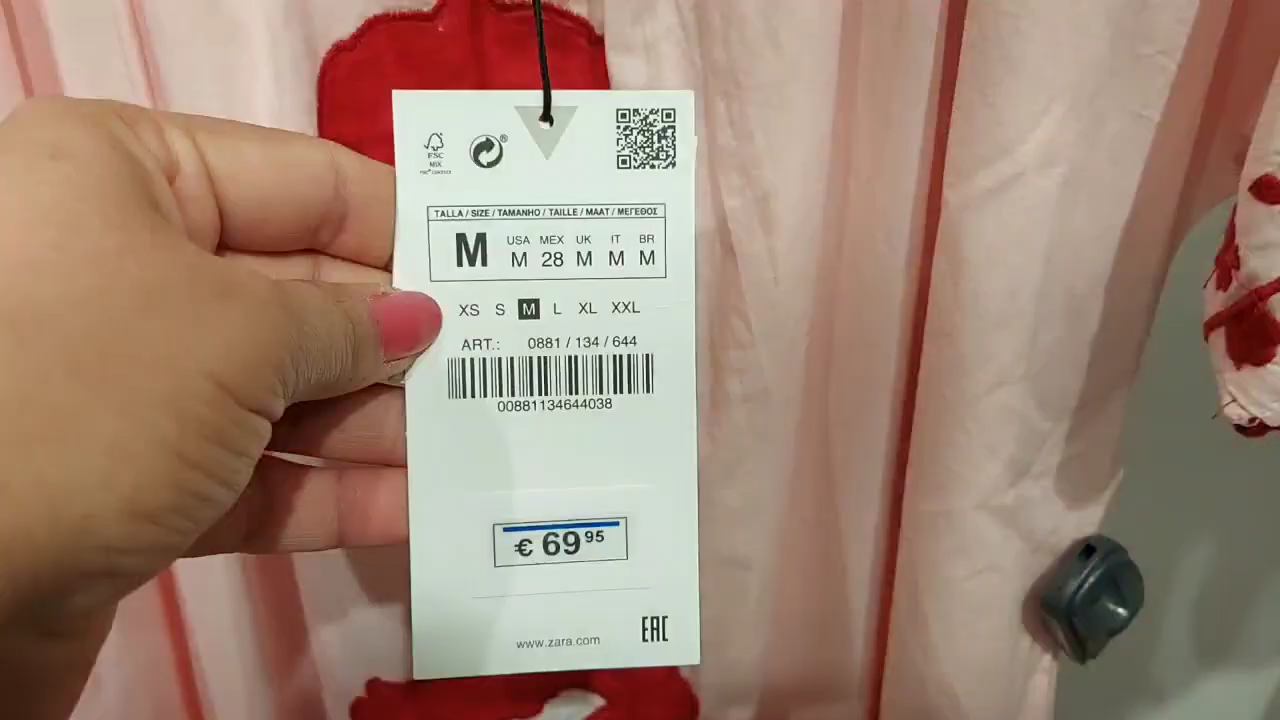 FSC
MIX
TALLA / SIZE / TAMANHO / TAILLE / MAAT / ΜΕΓΕΘΟΣ
M
USA MEX UK IT BR
M 28 M M M
XS S M L XL XXL
ART.: 0881 / 134 / 644
00881134644038
€ 69 95
www.zara.com
EAC